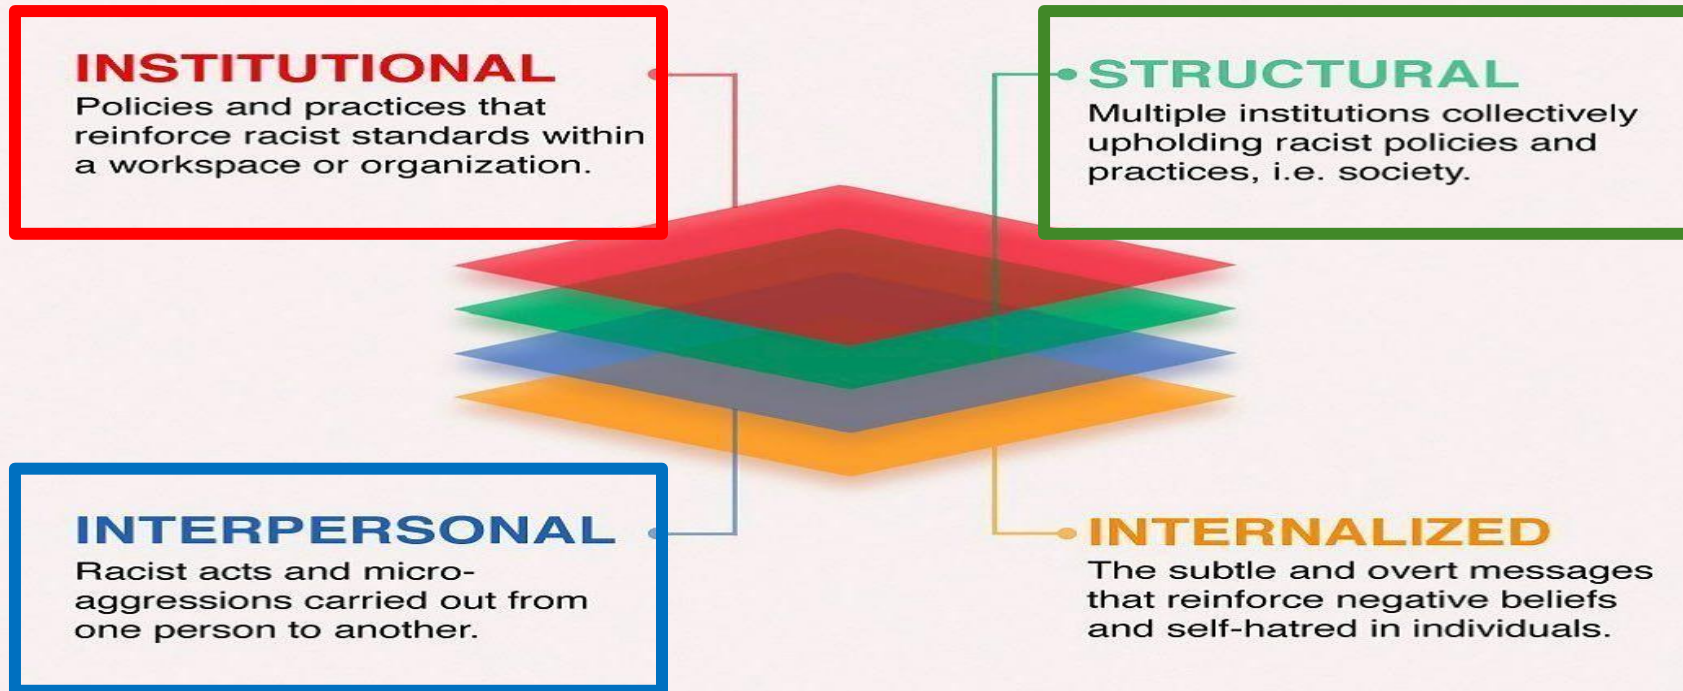 INSTITUTIONAL
Policies and practices that
reinforce racist standards within
a workspace or organization.
STRUCTURAL
Multiple institutions collectively
upholding racist policies and
practices, i.e. society.
INTERPERSONAL
Racist acts and micro-
aggressions carried out from
one person to another.
INTERNALIZED
The subtle and overt messages
that reinforce negative beliefs
and self-hatred in individuals.